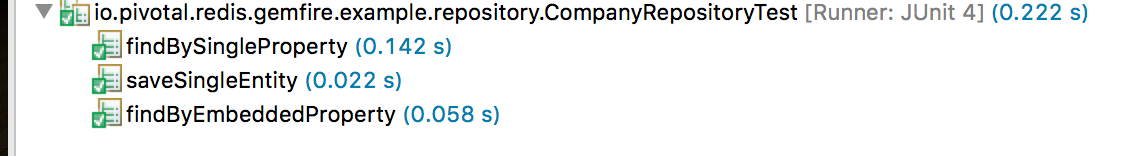 io.pivotal.redis.gemfire.example.repository.CompanyRepositoryTest [Runner: JUnit 4] (0.222 s)
findBySingleProperty (0.142 s)
saveSingleEntity (0.022 s)
findByEmbeddedProperty (0.058 s)